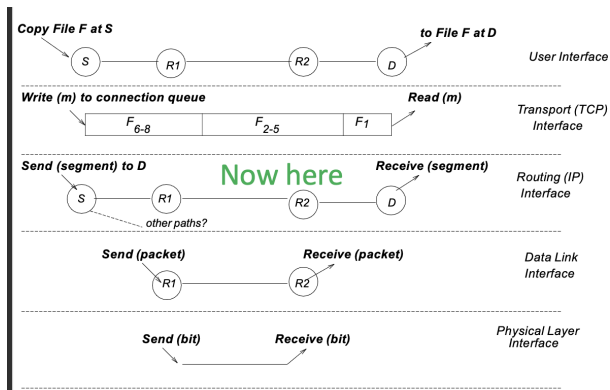 Copy File F at S
to File F at D
S
R1
R2
D
User Interface
Write (m) to connection queue
Read (m)
F6-8
F2-5
F1
Transport (TCP)
Interface
Send (segment) to D
Now here
Receive (segment)
Routing (IP)
Interface
S
R1
R2
D
other paths?
Send (packet)
Receive (packet)
Data Link
Interface
R1
R2
Physical Layer
Interface
Send (bit)
Receive (bit)